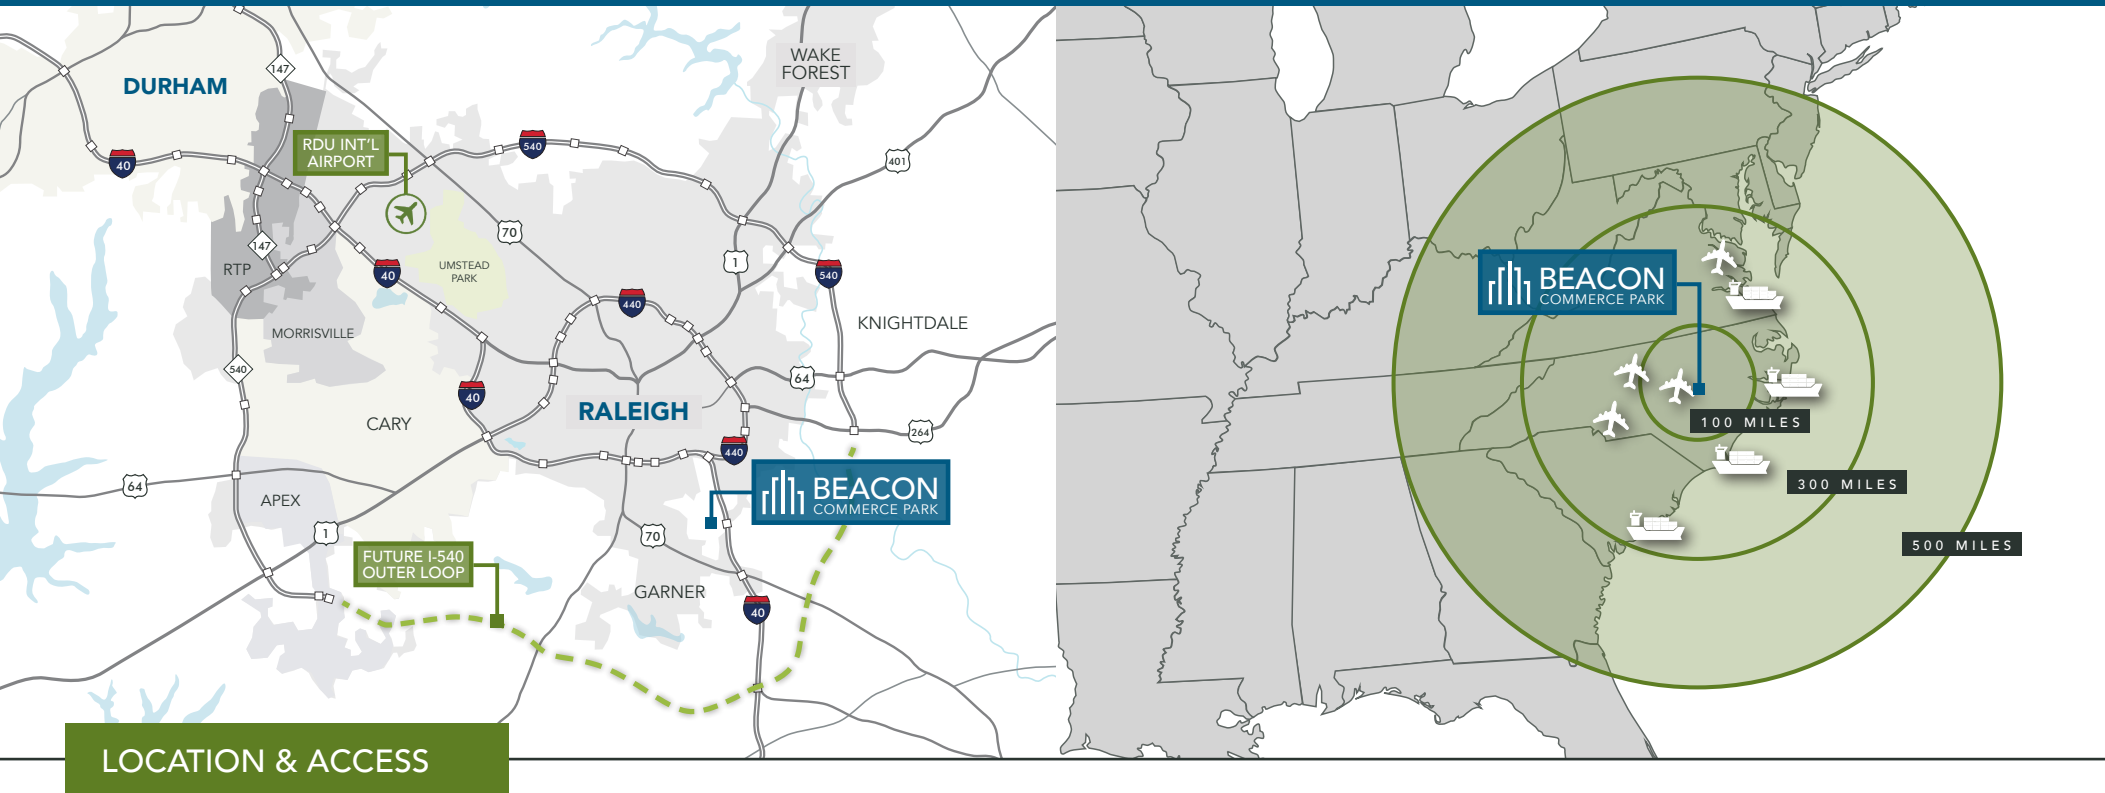 147
WAKE
FOREST
DURHAM
RDU INT'L
AIRPORT
540
40
401
147
70
RTP
40
UMSTEAD
PARK
1
540
440
KNIGHTDALE
MORRISVILLE
540
64
40
RALEIGH
CARY
264
440
64
APEX
BEACON
COMMERCE PARK
1
70
FUTURE I-540
OUTER LOOP
GARNER
40
LOCATION & ACCESS
BEACON
COMMERCE PARK
100 MILES
300 MILES
500 MILES